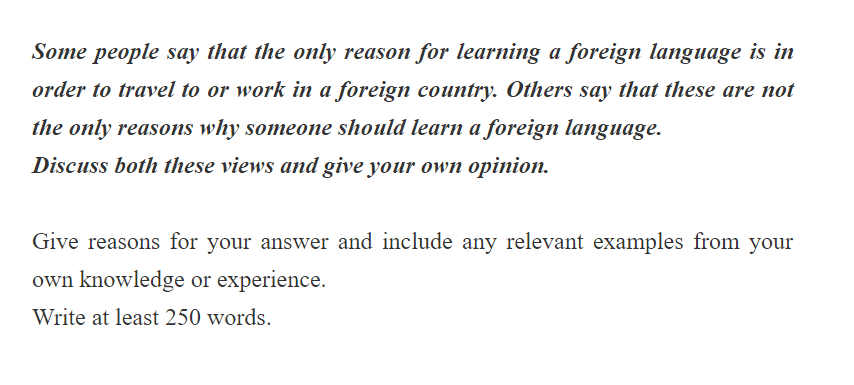 Some people say that the only reason for learning a foreign language is in
order to travel to or work in a foreign country. Others say that these are not
the only reasons why someone should learn a foreign language.
Discuss both these views and give your own opinion.
Give reasons for your answer and include any relevant examples from your
own knowledge or experience.
Write at least 250 words.